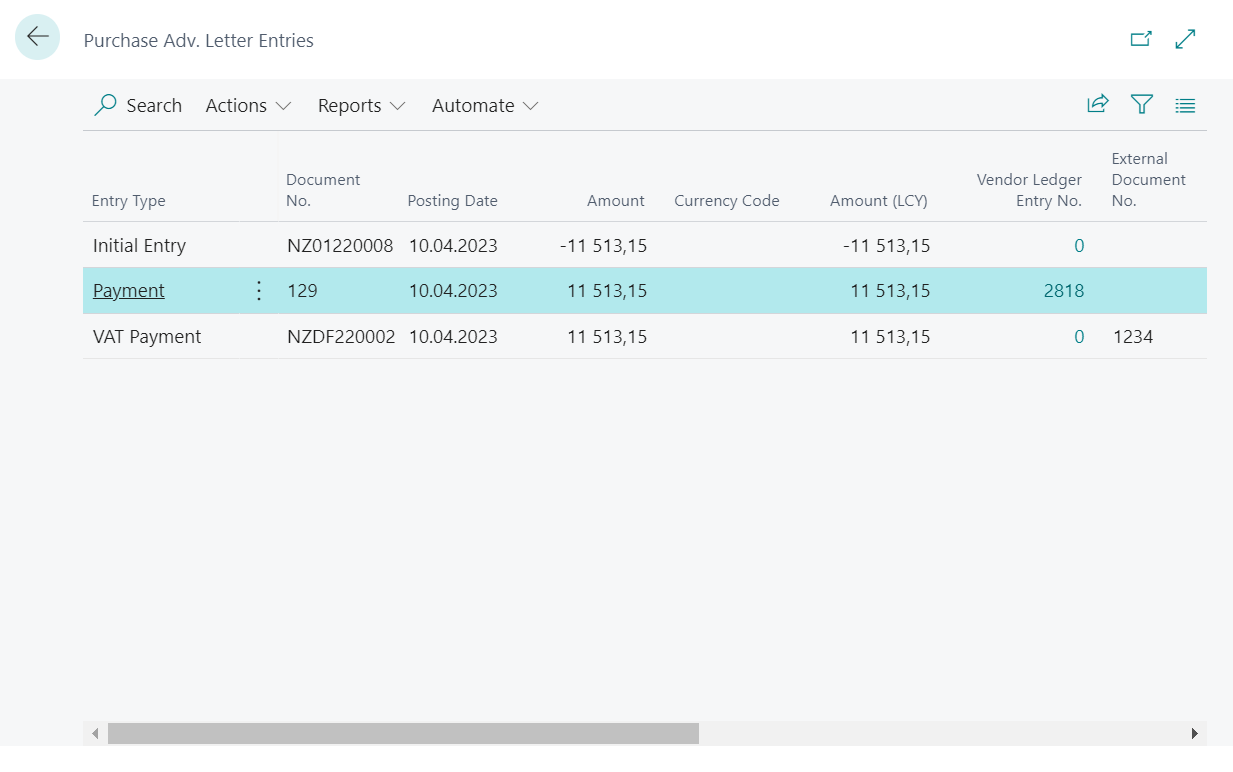 Purchase Adv. Letter Entries
Search Actions Reports Automate
Entry Type Document No. Posting Date Amount Currency Code Amount (LCY) Vendor Ledger Entry No. External Document No.
Initial Entry NZ01220008 10.04.2023 -11 513,15 -11 513,15 0
Payment 129 10.04.2023 11 513,15 11 513,15 2818
VAT Payment NZDF220002 10.04.2023 11 513,15 11 513,15 0 1234